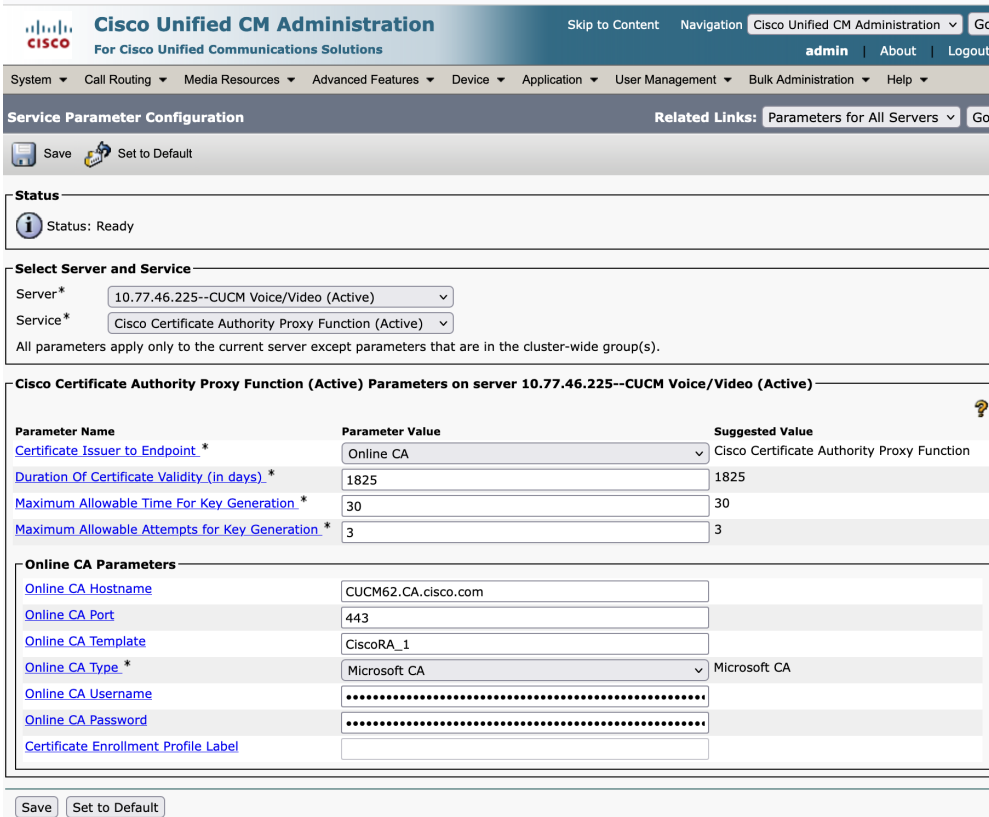 CISCO
Cisco Unified CM Administration
For Cisco Unified Communications Solutions
Skip to Content Navigation Cisco Unified CM Administration Go
admin | About | Logout
System Call Routing Media Resources Advanced Features Device Application User Management Bulk Administration Help
Service Parameter Configuration Related Links: Parameters for All Servers Go
Save Set to Default
Status
Status: Ready
Select Server and Service
Server* 10.77.46.225--CUCM Voice/Video (Active)
Service* Cisco Certificate Authority Proxy Function (Active)
All parameters apply only to the current server except parameters that are in the cluster-wide group(s).
Cisco Certificate Authority Proxy Function (Active) Parameters on server 10.77.46.225--CUCM Voice/Video (Active)
?
Parameter Name Parameter Value Suggested Value
Certificate Issuer to Endpoint * Online CA Cisco Certificate Authority Proxy Function
Duration Of Certificate Validity (in days) * 1825 1825
Maximum Allowable Time For Key Generation * 30 30
Maximum Allowable Attempts for Key Generation * 3 3
Online CA Parameters
Online CA Hostname CUCM62.CA.cisco.com
Online CA Port 443
Online CA Template CiscoRA_1
Online CA Type * Microsoft CA Microsoft CA
Online CA Username
Online CA Password
Certificate Enrollment Profile Label
Save Set to Default